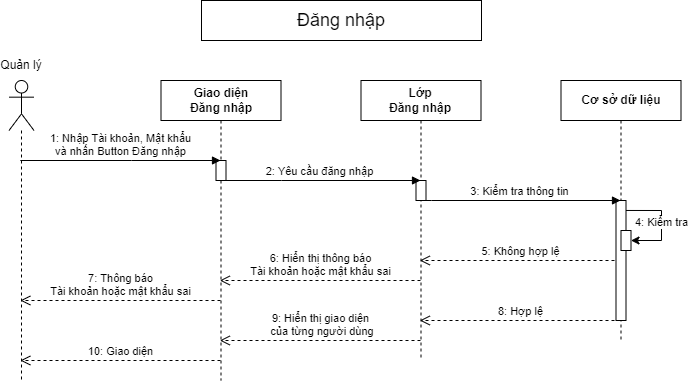 Đăng nhập
Quản lý
Giao diện
Đăng nhập
Lớp
Đăng nhập
Cơ sở dữ liệu
1: Nhập Tài khoản, Mật khẩu
và nhấn Button Đăng nhập
2: Yêu cầu đăng nhập
3: Kiểm tra thông tin
4: Kiểm tra
5: Không hợp lệ
6: Hiển thị thông báo
Tài khoản hoặc mật khẩu sai
7: Thông báo
Tài khoản hoặc mật khẩu sai
8: Hợp lệ
9: Hiển thị giao diện
của từng người dùng
10: Giao diện